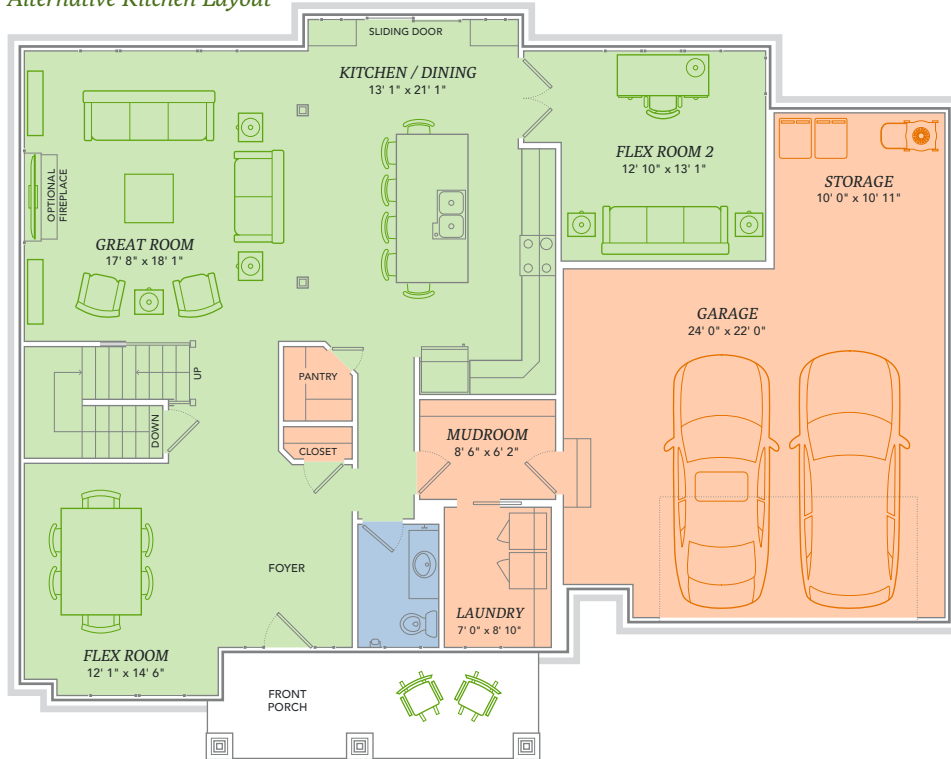 Alternative Kitchen Layout
SLIDING DOOR
KITCHEN / DINING
13' 1" x 21' 1"
FLEX ROOM 2
12' 10" x 13' 1"
STORAGE
10' 0" x 10' 11"
OPTIONAL
FIREPLACE
GREAT ROOM
17' 8" x 18' 1"
GARAGE
24' 0" x 22' 0"
UP
PANTRY
DOWN
CLOSET
MUDROOM
8' 6" x 6' 2"
FOYER
LAUNDRY
7' 0" x 8' 10"
FLEX ROOM
12' 1" x 14' 6"
FRONT
PORCH